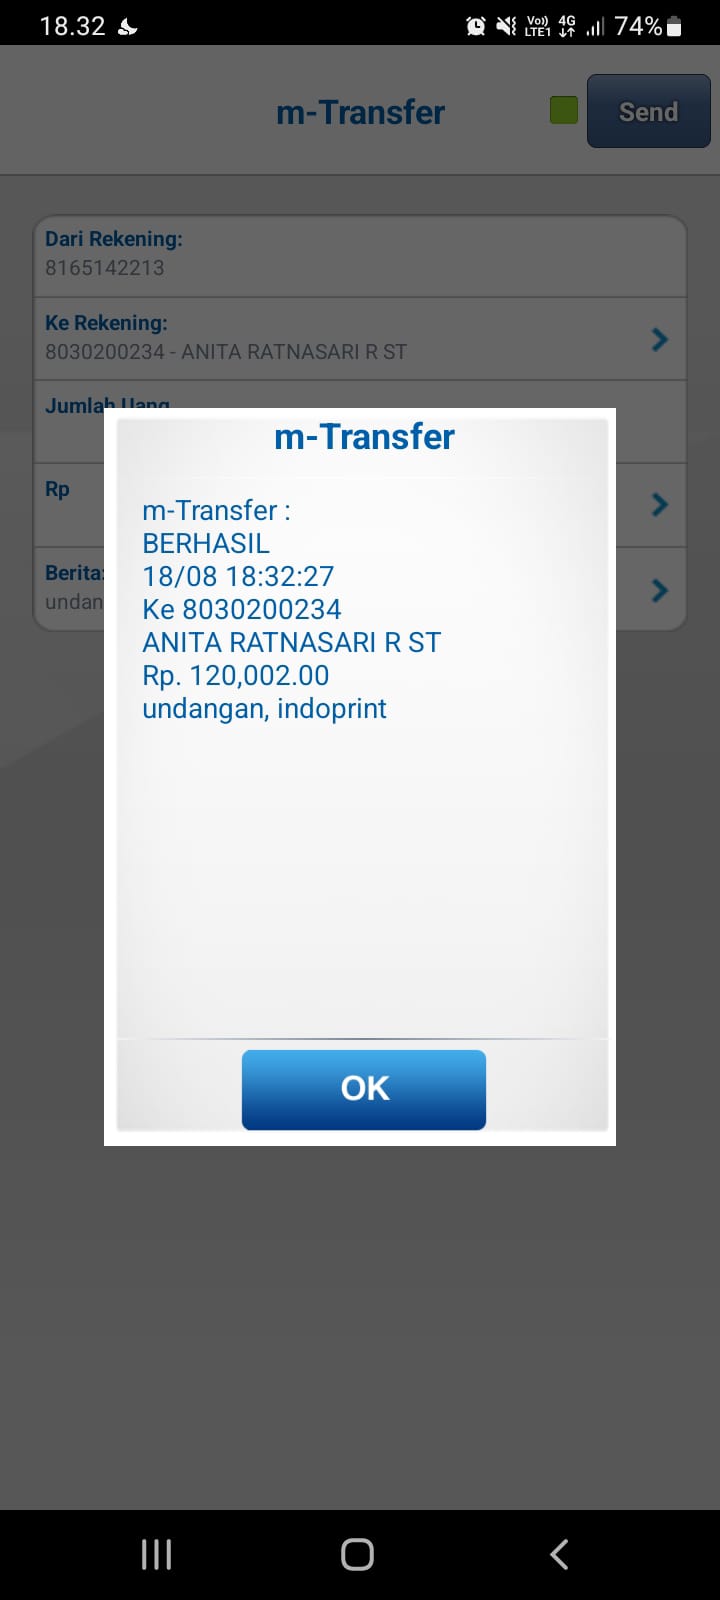 18.32
Vo)) 4G
LTE1
74%
m-Transfer
Send
Dari Rekening:
8165142213
Ke Rekening:
8030200234 - ANITA RATNASARI R ST
Jumlah Uang
Rp
Berita:
undan
m-Transfer
m-Transfer :
BERHASIL
18/08 18:32:27
Ke 8030200234
ANITA RATNASARI R ST
Rp. 120,002.00
undangan, indoprint
OK